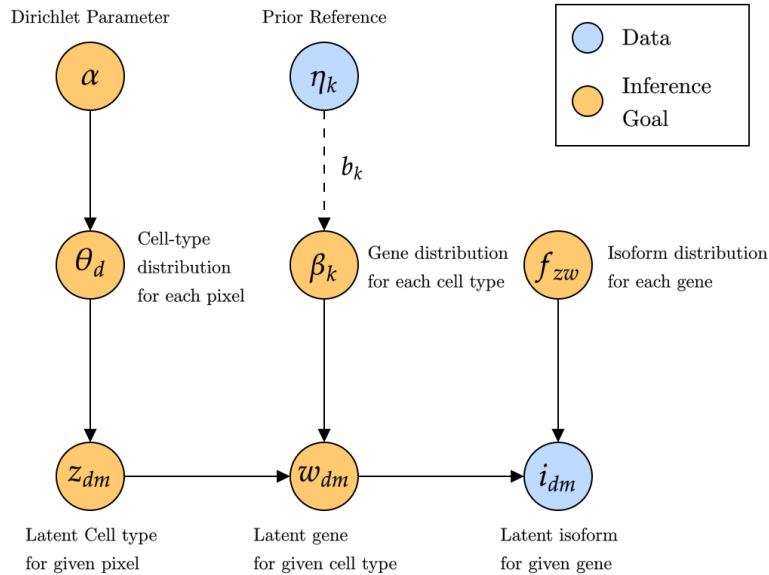 Dirichlet Parameter
Prior Reference
α
η_k
Data
Inference
Goal
b_k
θ_d
Cell-type
distribution
for each pixel
β_k
Gene distribution
for each cell type
f_zw
Isoform distribution
for each gene
z_dm
w_dm
i_dm
Latent Cell type
for given pixel
Latent gene
for given cell type
Latent isoform
for given gene